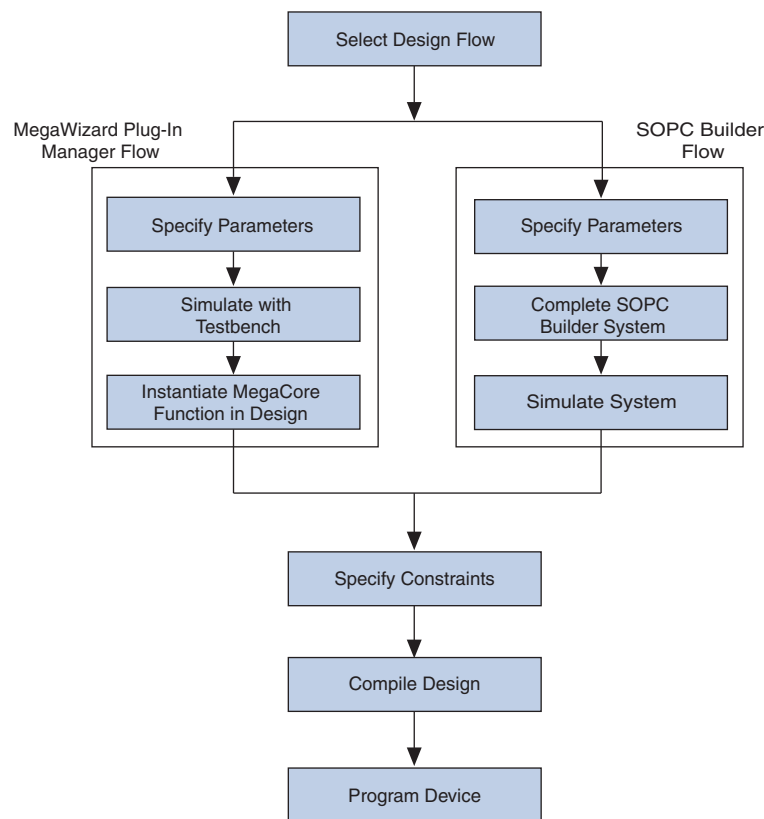 Select Design Flow
MegaWizard Plug-In
Manager Flow
Specify Parameters
Simulate with
Testbench
Instantiate MegaCore
Function in Design
SOPC Builder
Flow
Specify Parameters
Complete SOPC
Builder System
Simulate System
Specify Constraints
Compile Design
Program Device